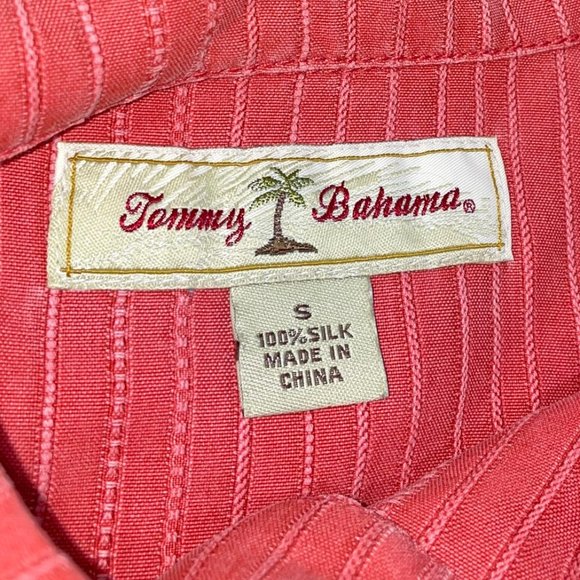 Tommy Bahama®
S
100% SILK
MADE IN
CHINA